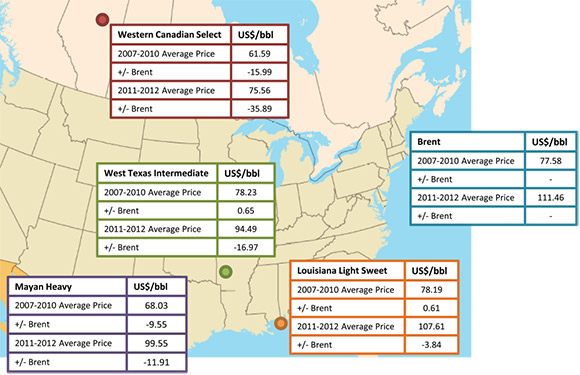 Western Canadian Select US$/bbl
2007-2010 Average Price 61.59
+/- Brent -15.99
2011-2012 Average Price 75.56
+/- Brent -35.89
Brent US$/bbl
2007-2010 Average Price 77.58
+/- Brent -
2011-2012 Average Price 111.46
+/- Brent -
West Texas Intermediate US$/bbl
2007-2010 Average Price 78.23
+/- Brent 0.65
2011-2012 Average Price 94.49
+/- Brent -16.97
Louisiana Light Sweet US$/bbl
2007-2010 Average Price 78.19
+/- Brent 0.61
2011-2012 Average Price 107.61
+/- Brent -3.84
Mayan Heavy US$/bbl
2007-2010 Average Price 68.03
+/- Brent -9.55
2011-2012 Average Price 99.55
+/- Brent -11.91